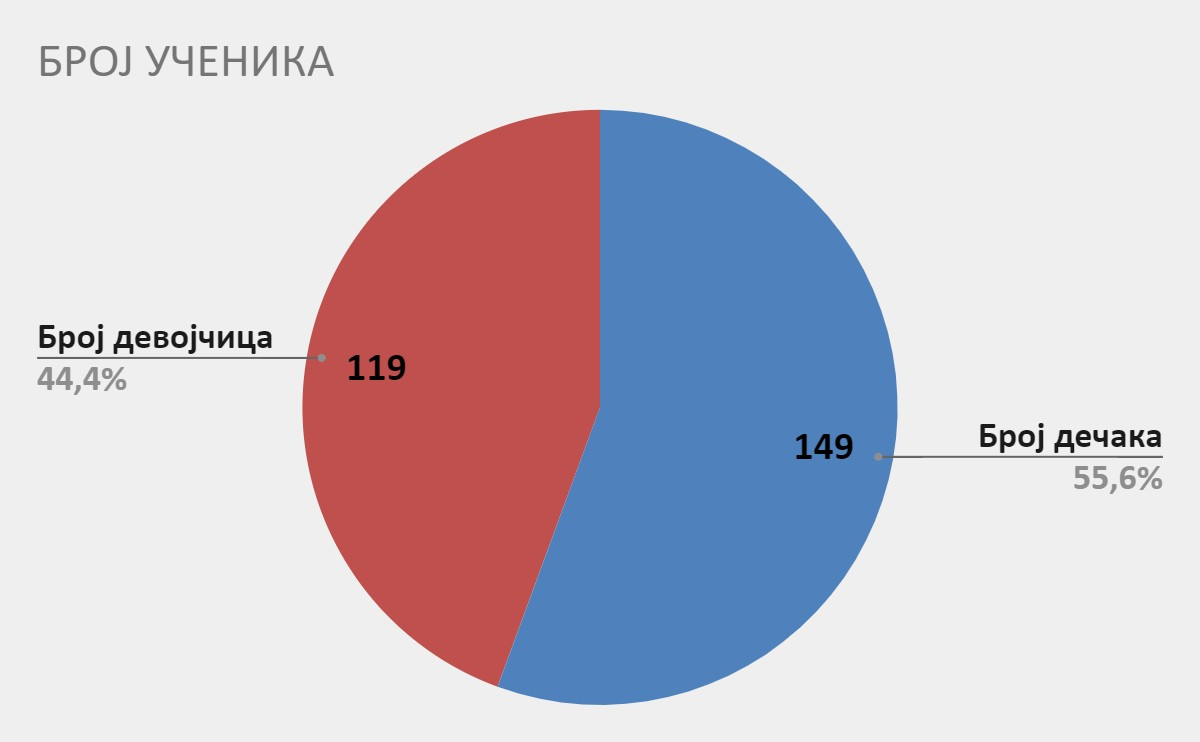 БРОЈ УЧЕНИКА
Број девојчица
44,4%
119
149
Број дечака
55,6%